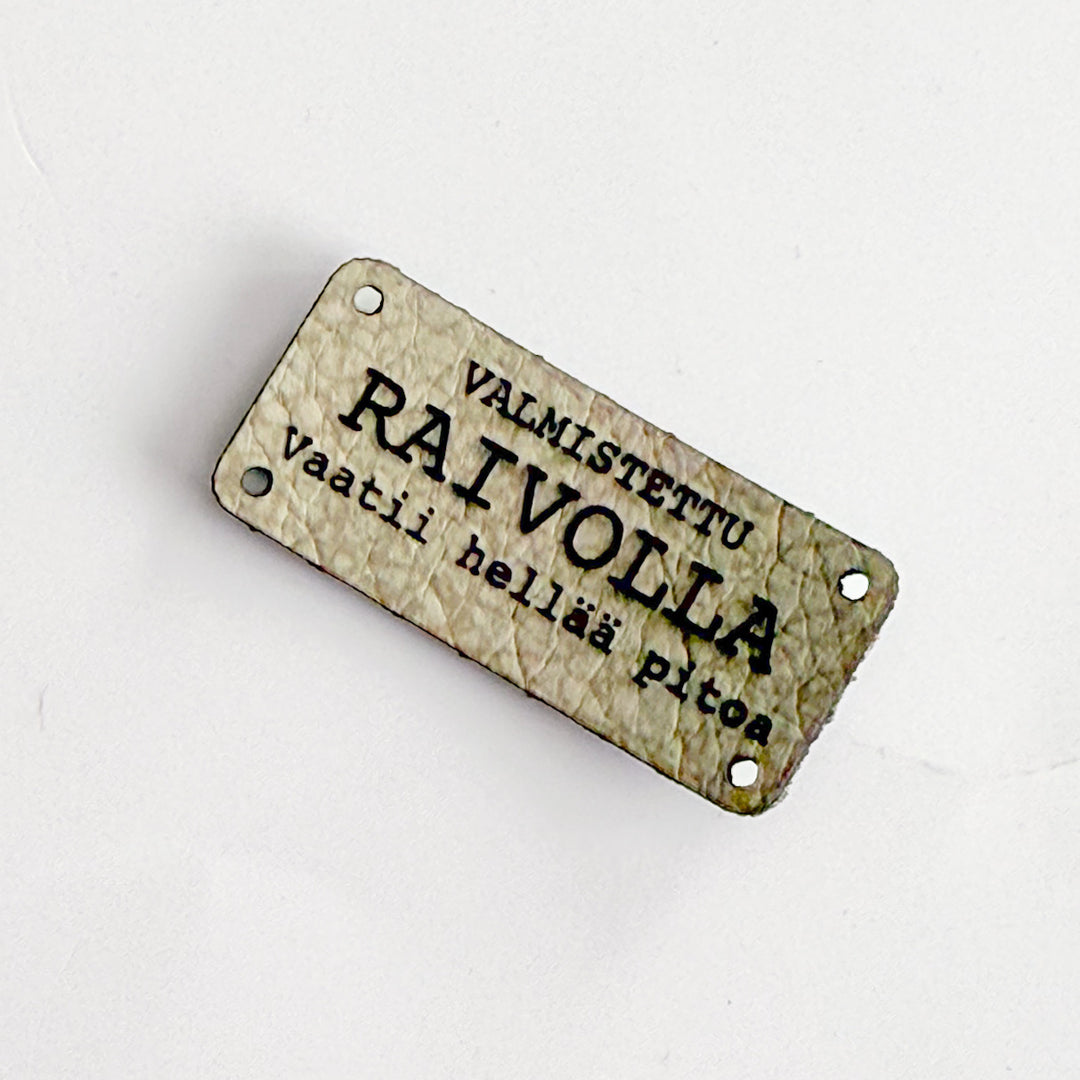 VALMISTETTU
RAIVOLLA
Vaatii hellää pitoa